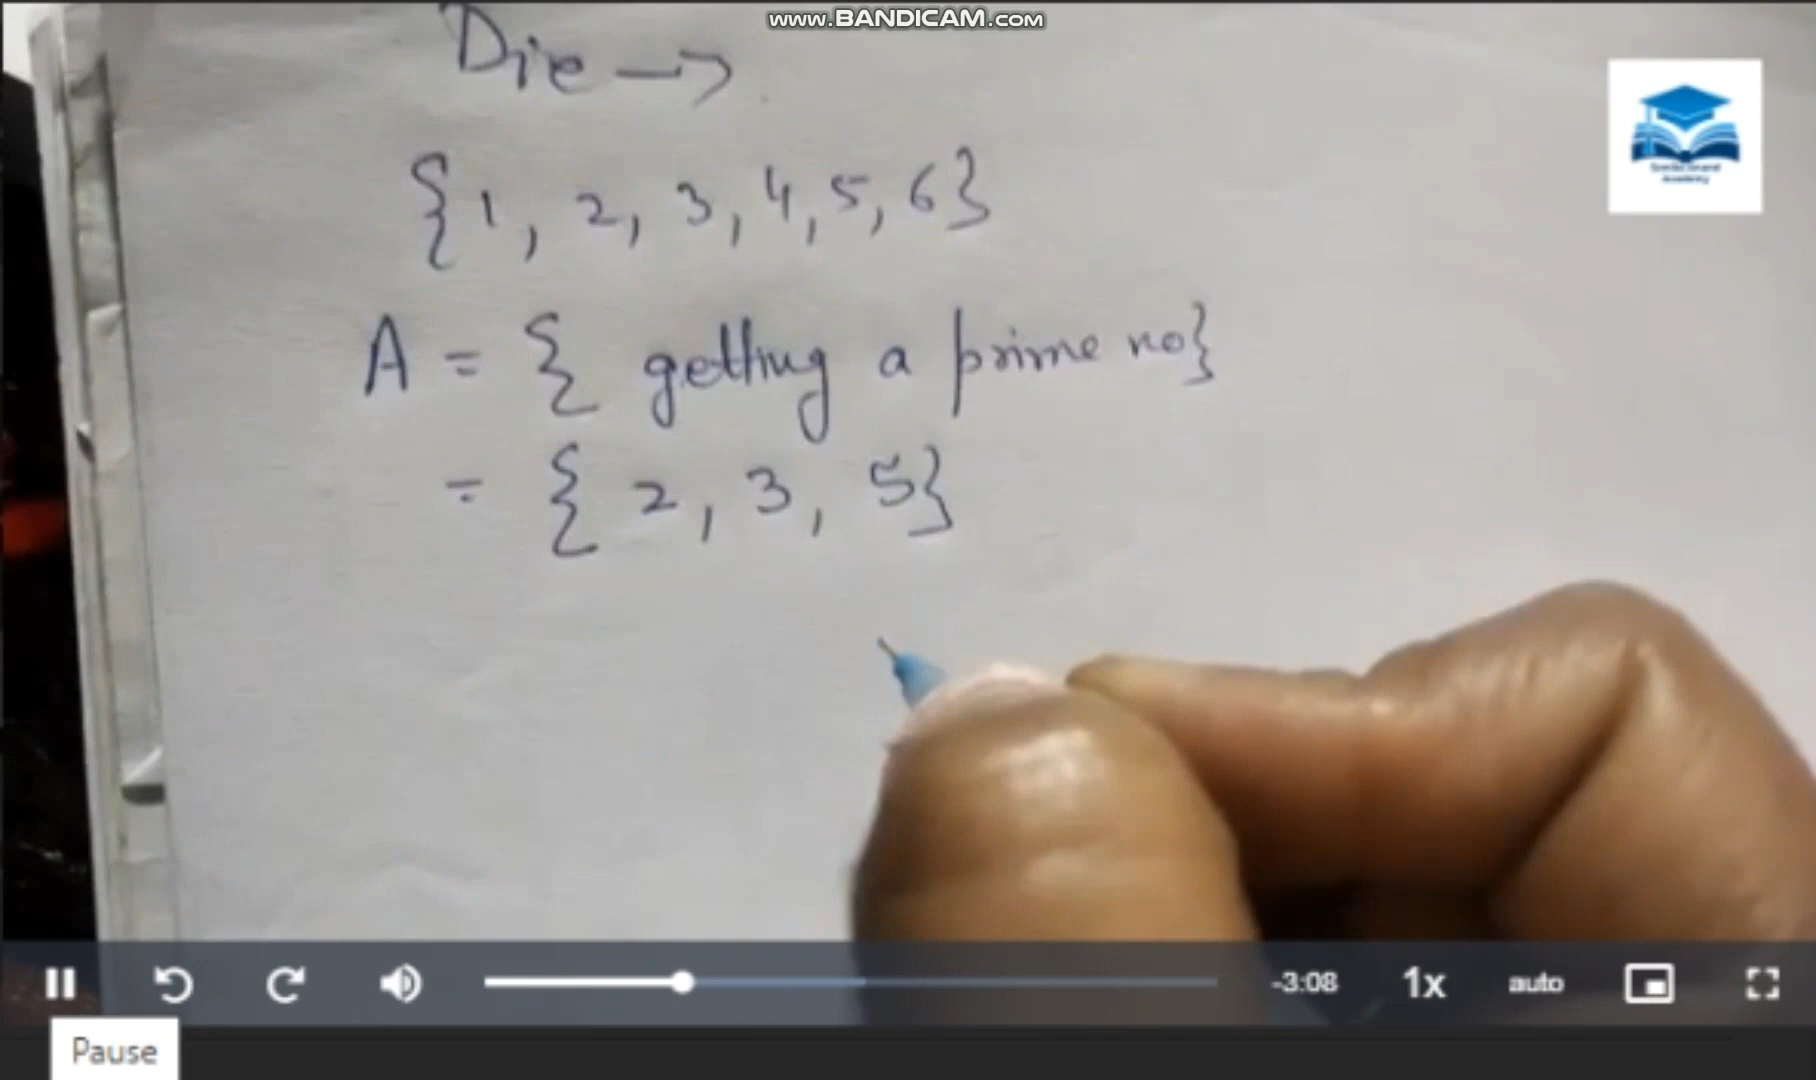 www.BANDICAM.com
Die →
{1, 2, 3, 4, 5, 6}
A = { getting a prime no}
= { 2, 3, 5}
-3:08
1x
auto
Pause